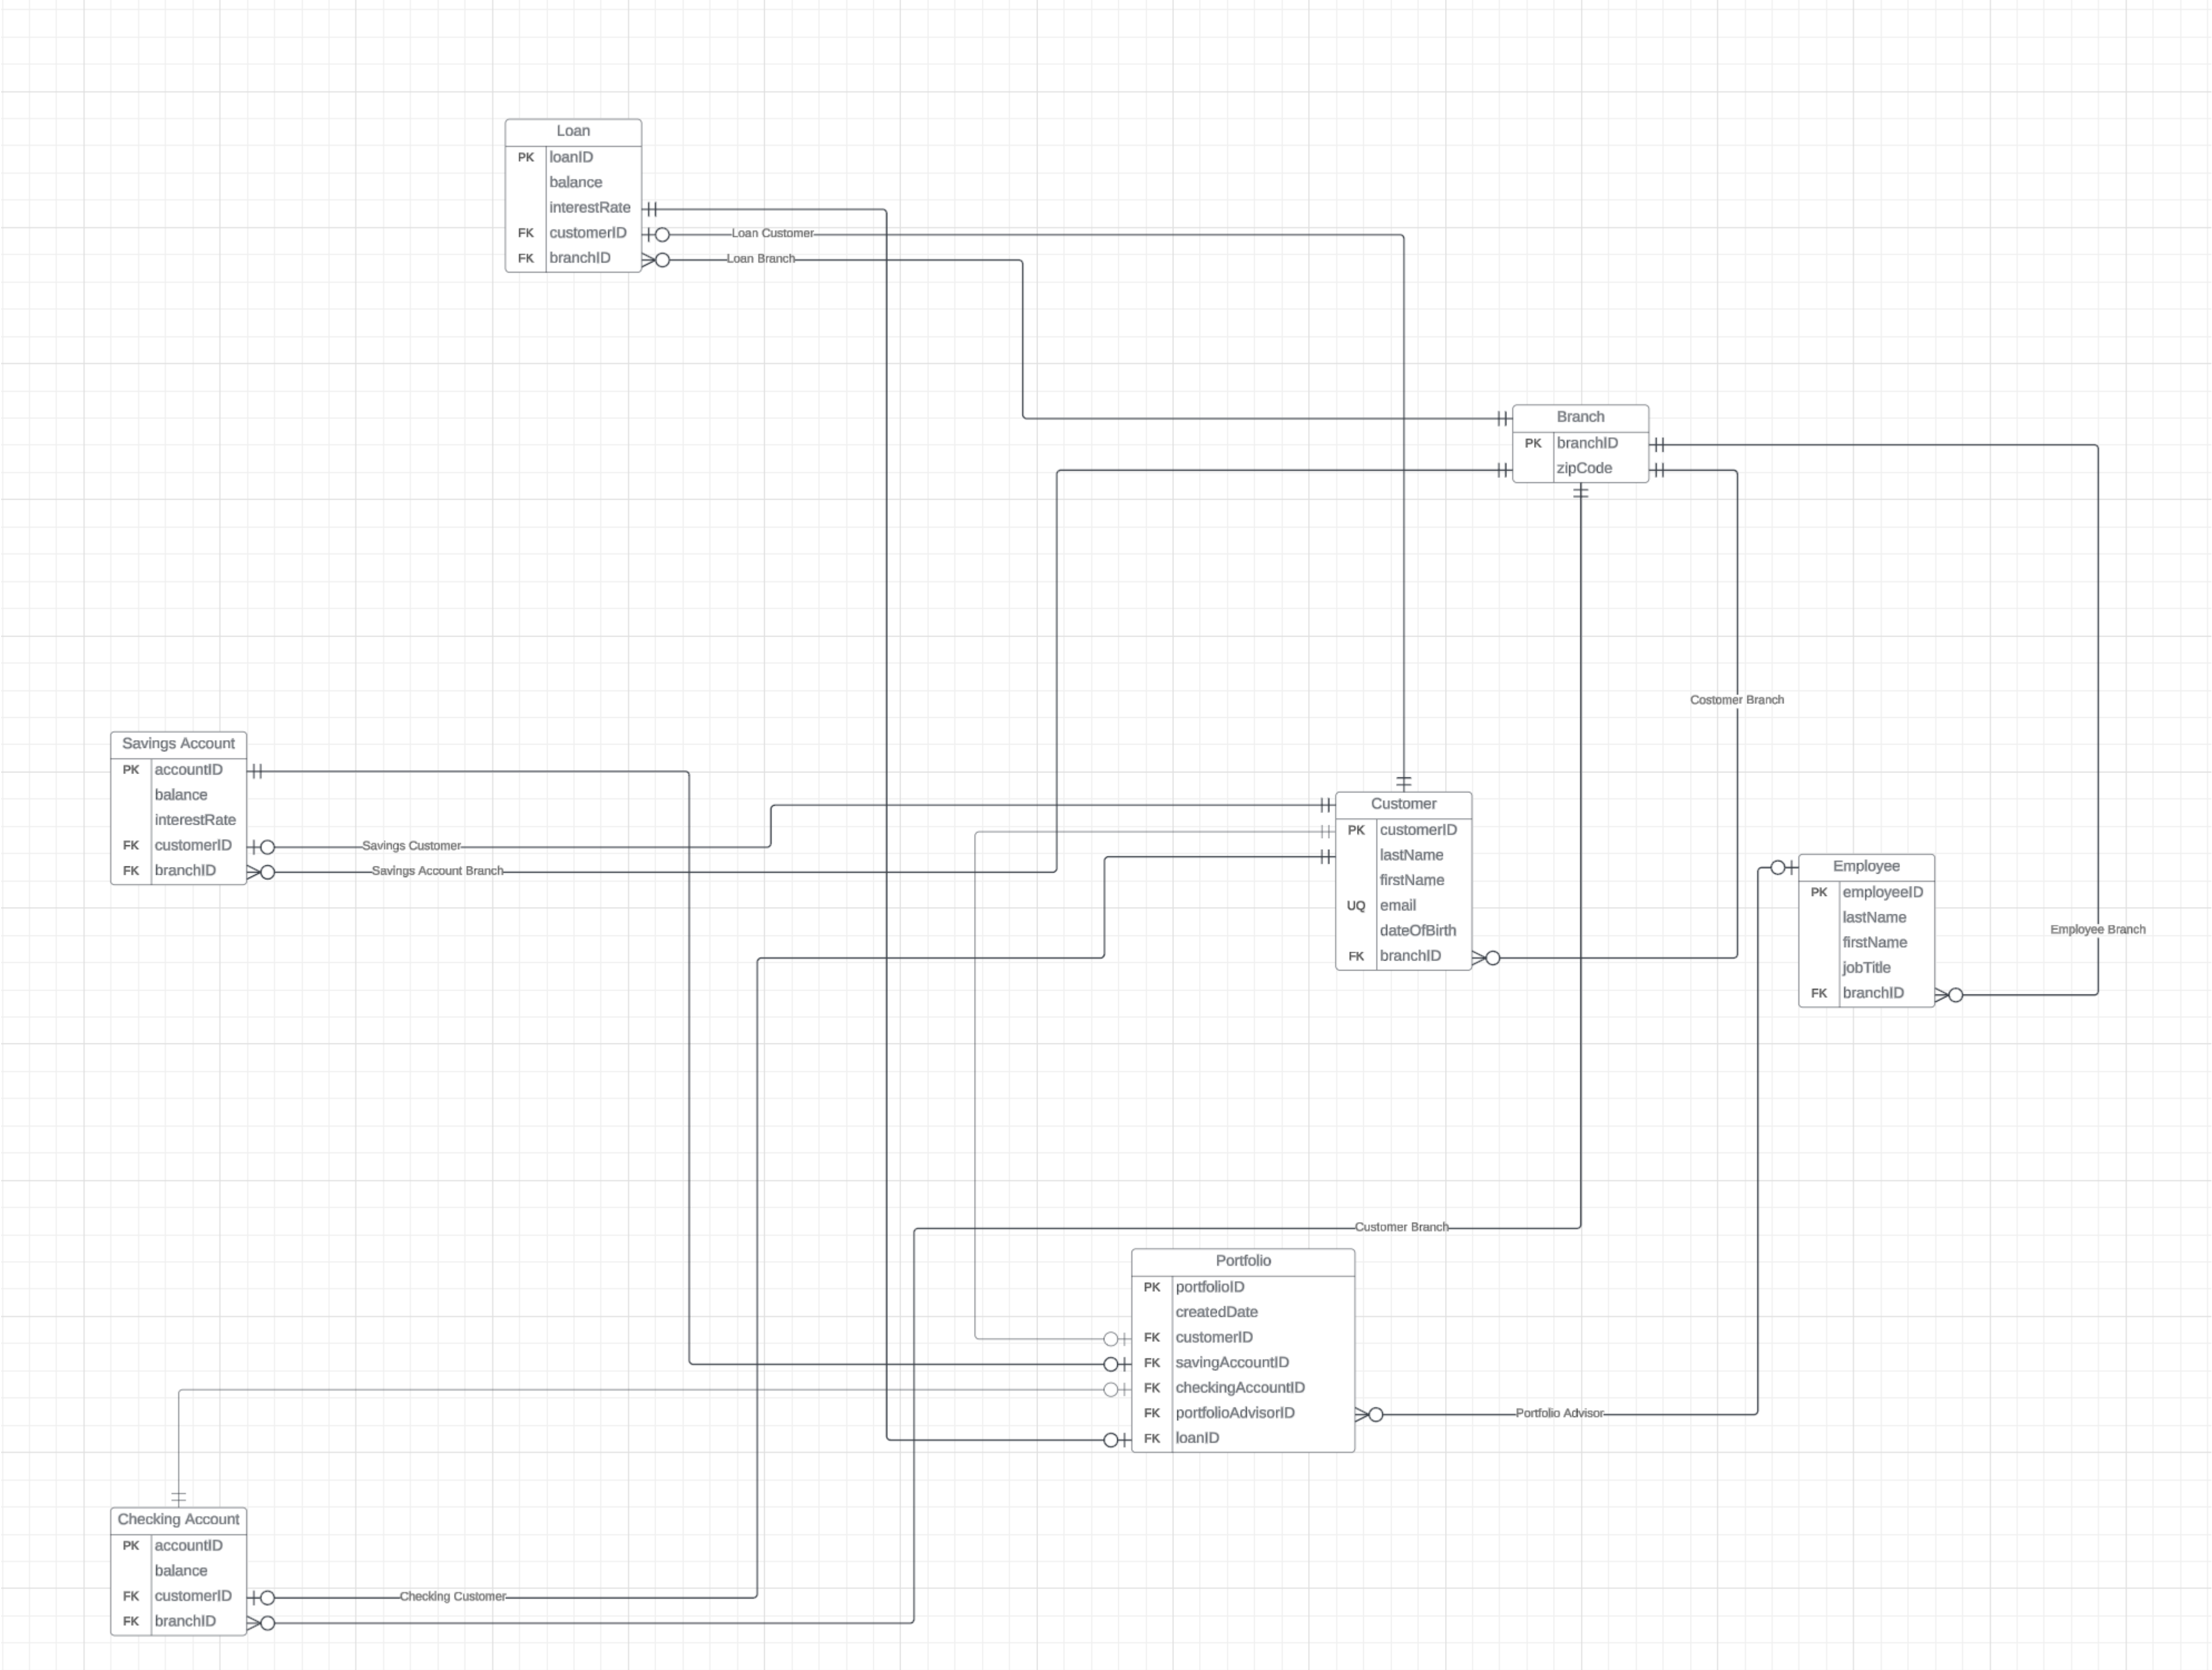 Loan
PK loanID
balance
interestRate
FK customerID
FK branchID
Loan Customer
Loan Branch
Branch
PK branchID
zipCode
Costomer Branch
Savings Account
PK accountID
balance
interestRate
FK customerID
FK branchID
Savings Customer
Savings Account Branch
Customer
PK customerID
lastName
firstName
UQ email
dateOfBirth
FK branchID
Employee
PK employeeID
lastName
firstName
jobTitle
FK branchID
Employee Branch
Customer Branch
Portfolio
PK portfolioID
createdDate
FK customerID
FK savingAccountID
FK checkingAccountID
FK portfolioAdvisorID
FK loanID
Portfolio Advisor
Checking Account
PK accountID
balance
FK customerID
FK branchID
Checking Customer